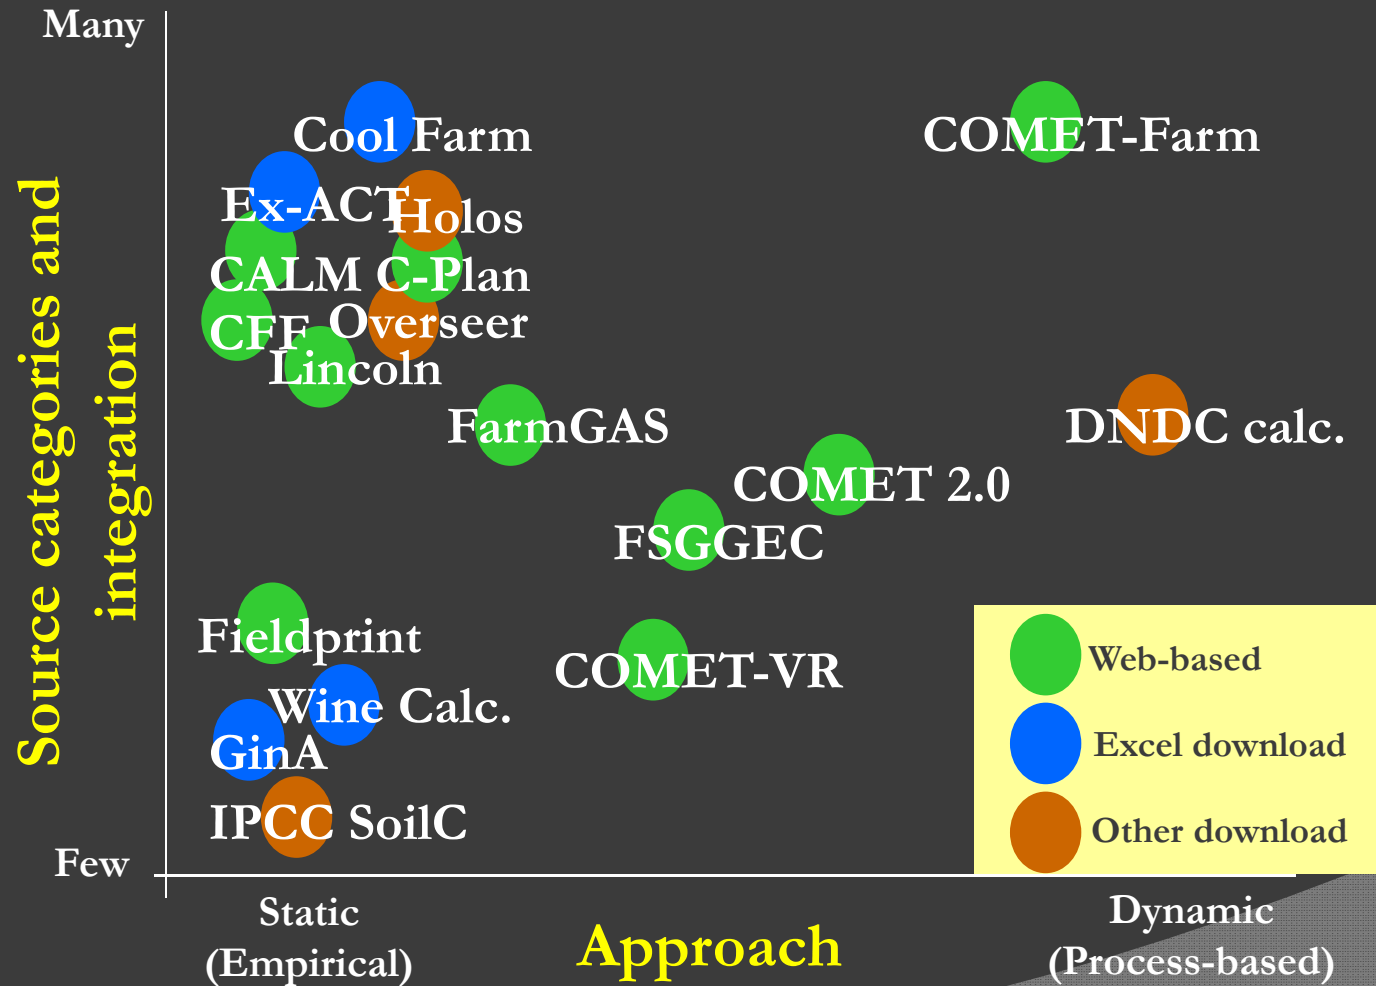 Many
Source categories and
integration
Cool Farm
COMET-Farm
Ex-ACT
Holos
CALM
C-Plan
CFF
Overseer
Lincoln
FarmGAS
DNDC calc.
COMET 2.0
FSGGEC
Fieldprint
COMET-VR
Wine Calc.
GinA
IPCC SoilC
Web-based
Excel download
Other download
Few
Static
(Empirical)
Approach
Dynamic
(Process-based)